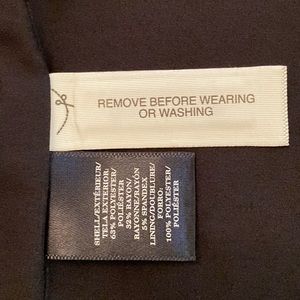 REMOVE BEFORE WEARING
OR WASHING
SHELL/EXTÉRIEUR/
TELA EXTERIOR:
63% POLYESTER/
POLIÉSTER
32% RAYON/
RAYONNE/RAYÓN
5% SPANDEX
LINING/DOUBLURE/
FORRO:
100% POLYESTER/
POLIÉSTER